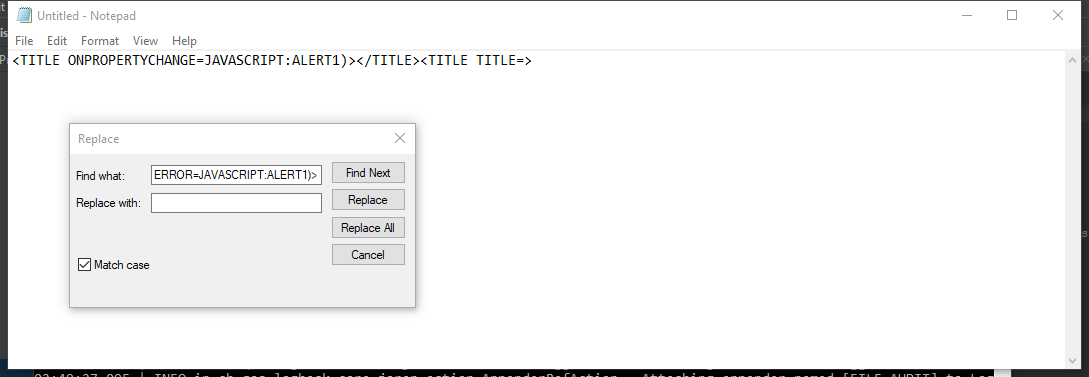 Untitled - Notepad
File Edit Format View Help
<TITLE ONPROPERTYCHANGE=JAVASCRIPT:ALERT1)></TITLE><TITLE TITLE=>
Replace
Find what: ERROR=JAVASCRIPT:ALERT1)> Find Next
Replace with: Replace
Replace All
Cancel
Match case